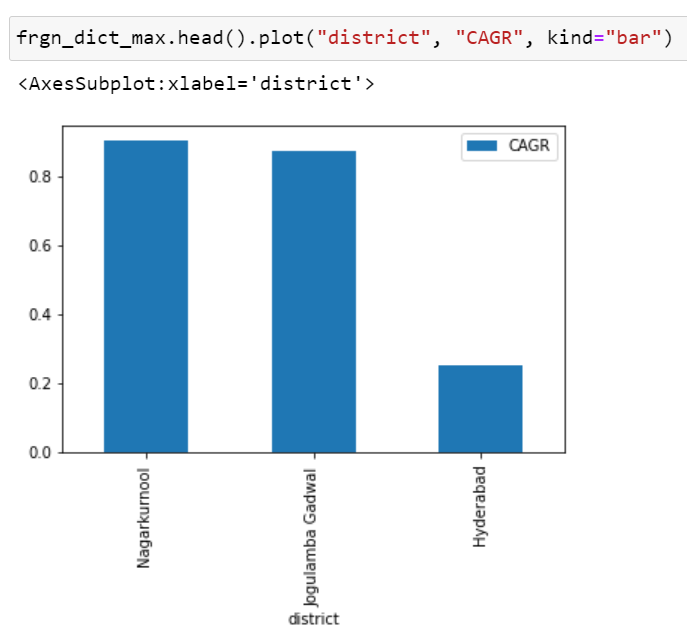 frgn_dict_max.head().plot("district", "CAGR", kind="bar")
<AxesSubplot:xlabel='district'>
CAGR
0.8
0.6
0.4
0.2
0.0
Nagarkurnool
Jogulamba Gadwal
Hyderabad
district